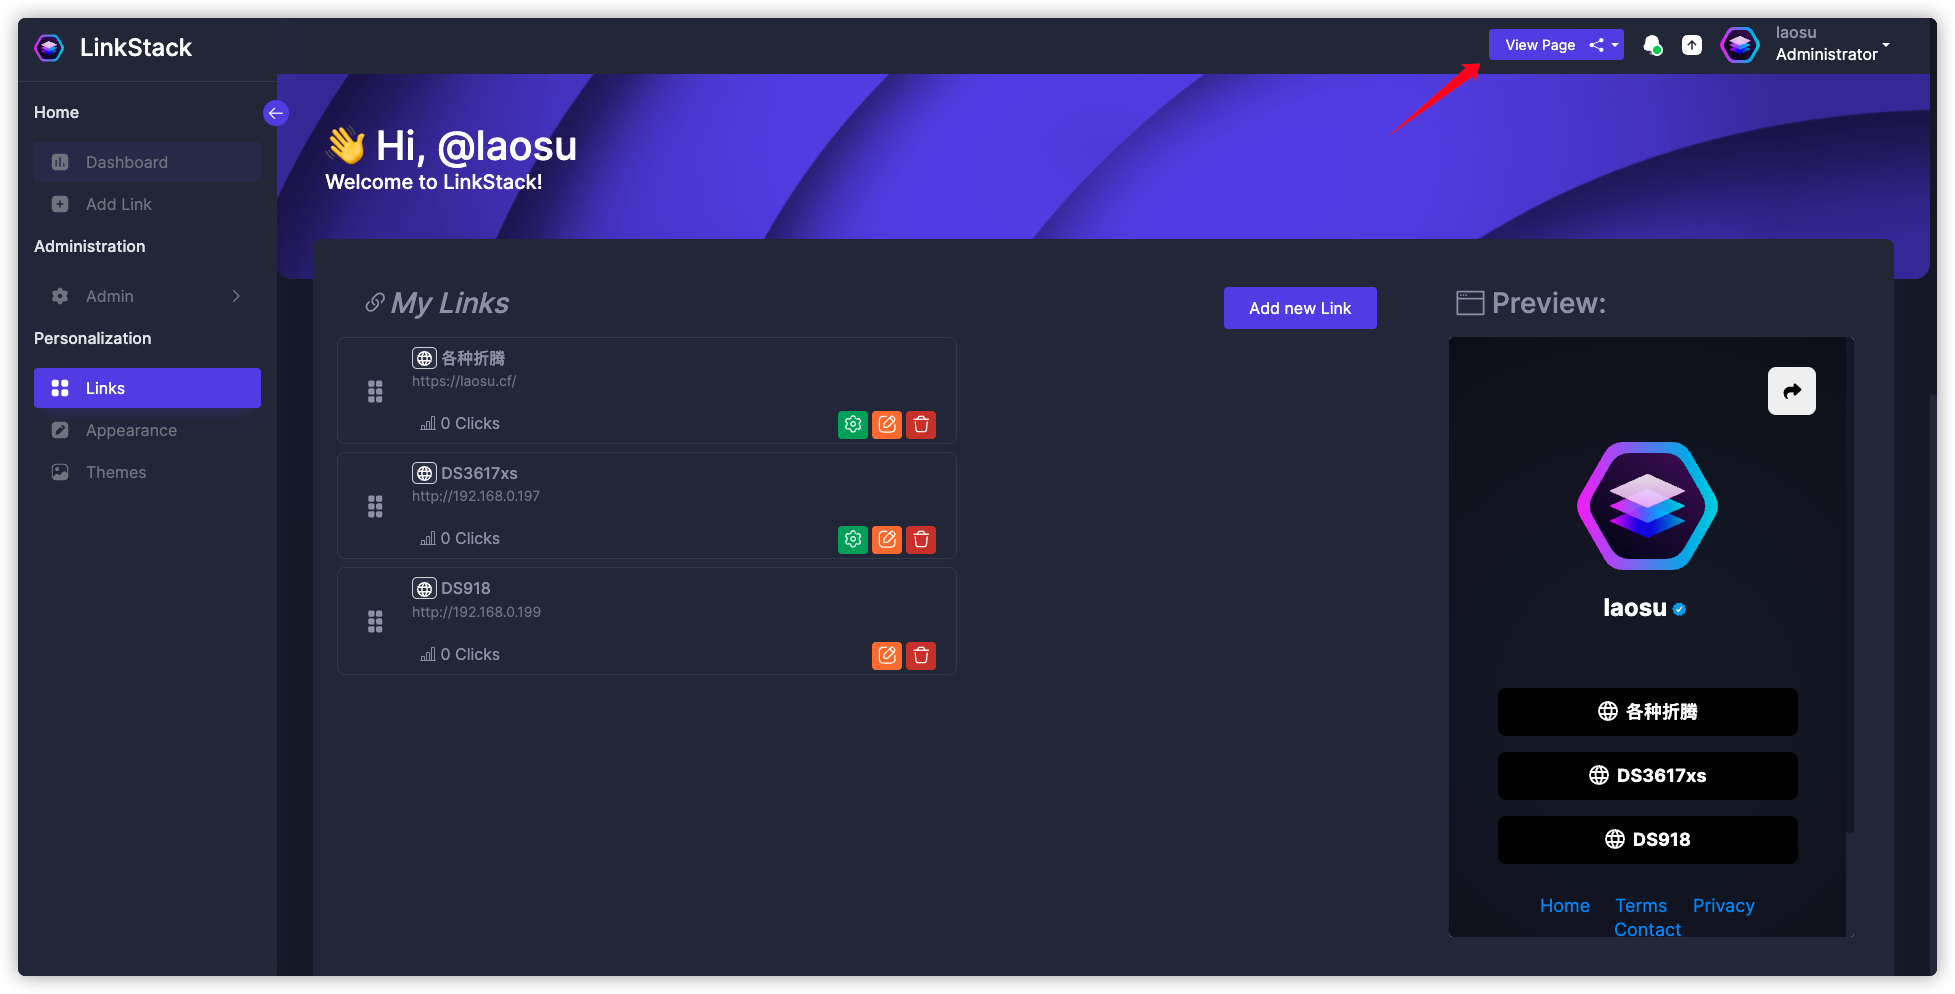 LinkStack
View Page
laosu
Administrator
Home
Dashboard
Add Link
Administration
Admin
Personalization
Links
Appearance
Themes
👋 Hi, @laosu
Welcome to LinkStack!
My Links
Add new Link
各种折腾
https://laosu.cf/
0 Clicks
DS3617xs
http://192.168.0.197
0 Clicks
DS918
http://192.168.0.199
0 Clicks
Preview:
laosu
各种折腾
DS3617xs
DS918
Home Terms Privacy
Contact